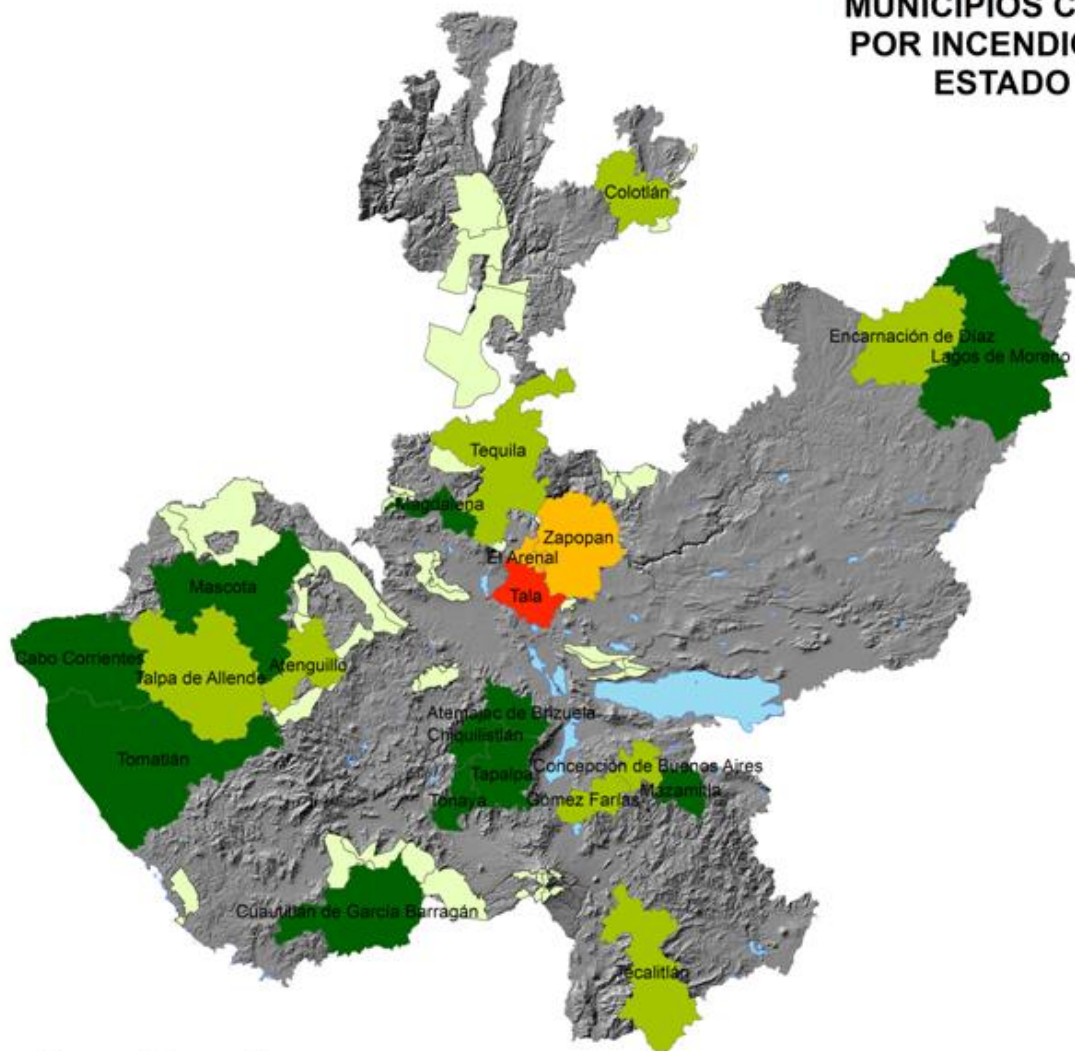 MUNICIPIOS C
POR INCENDIO
ESTADO
Colotlán
Encarnación de Díaz
Lagos de Moreno
Tequila
Magdalena
Zapopan
El Arenal
Tala
Mascota
Cabo Corrientes
Talpa de Allende
Atenguillo
Tomatlán
Atemajac de Brizuela
Chiquilistlán
Tapalpa
Tonaya
Concepción de Buenos Aires
Mazamitla
Gómez Farías
Cuautitlán de García Barragán
Tecalitlán